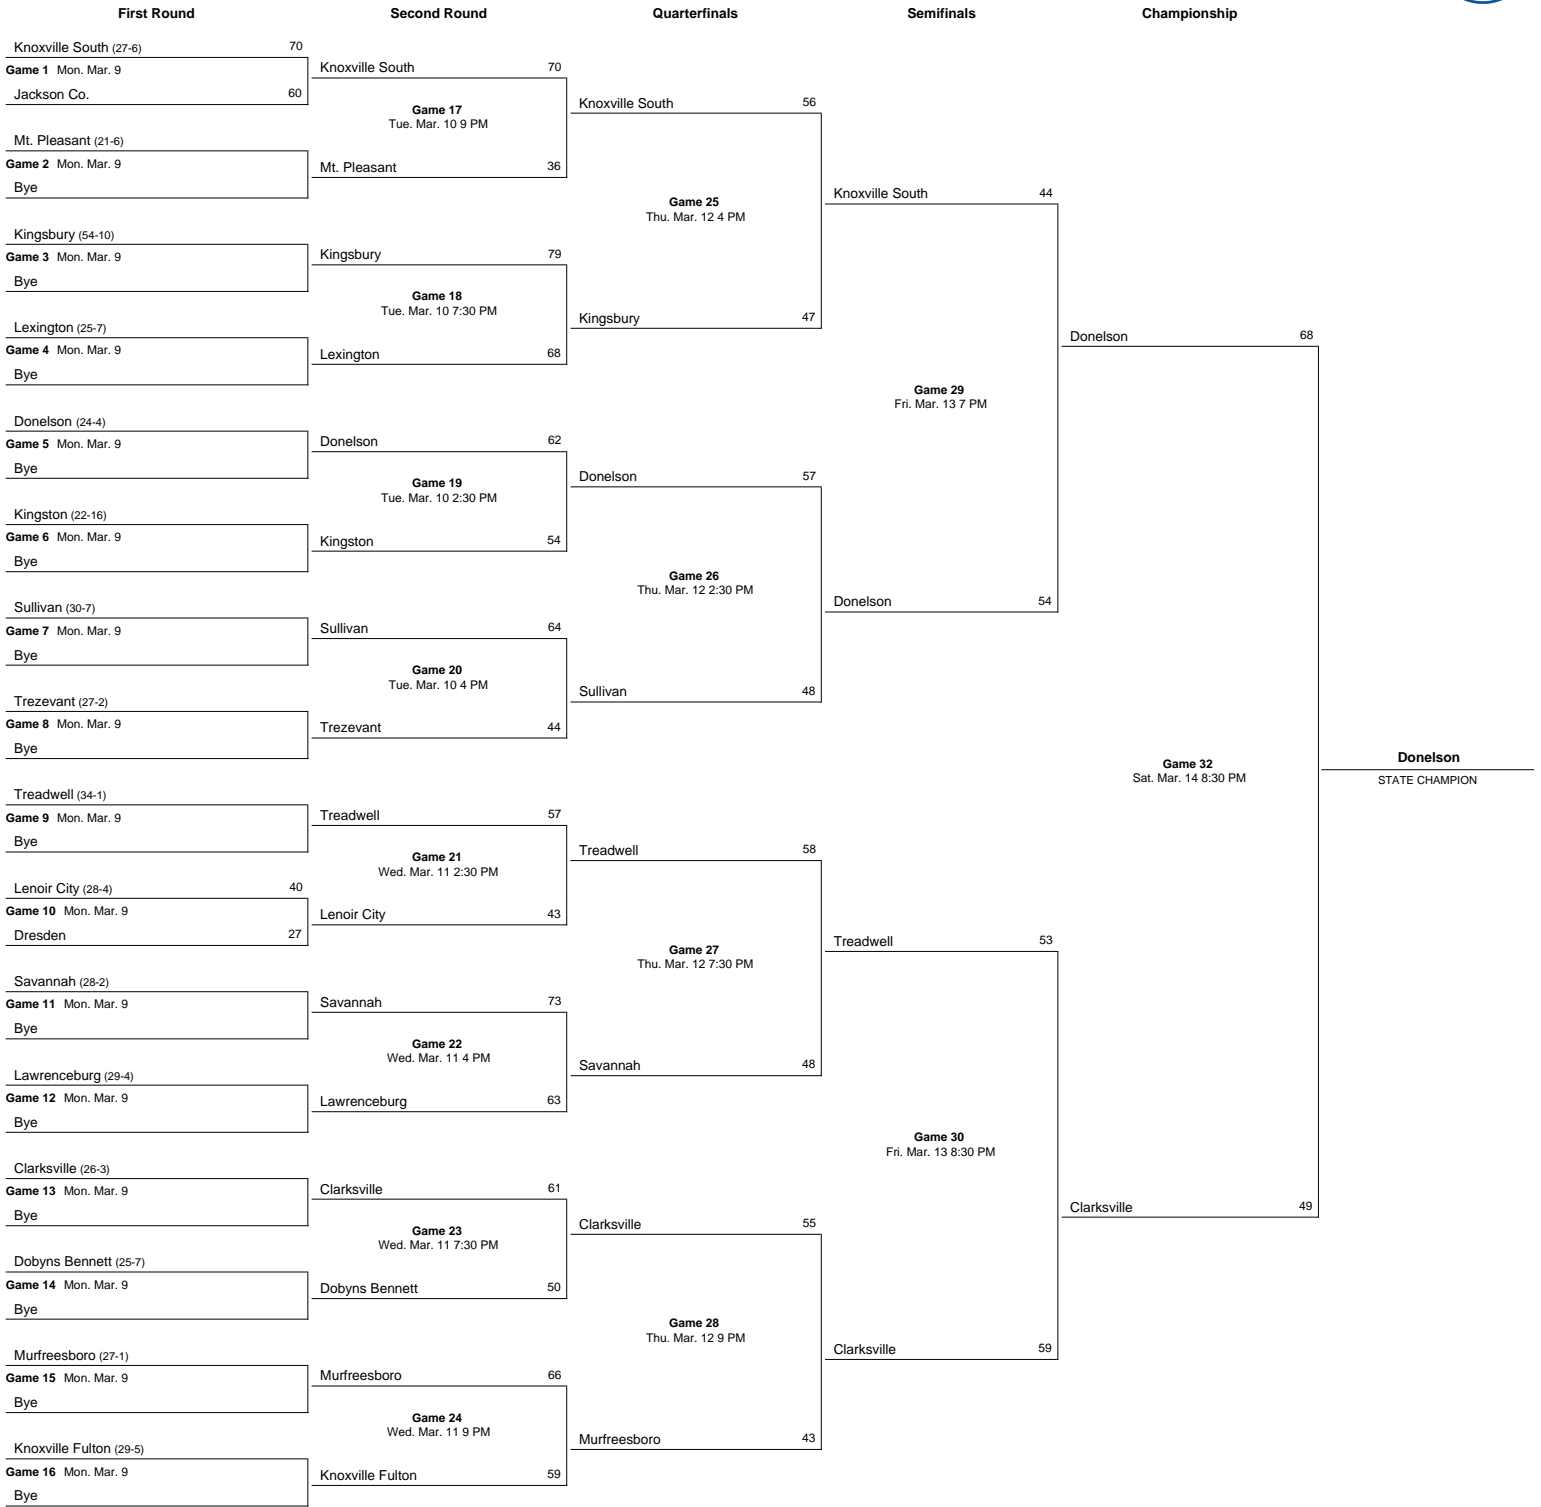 First Round
Second Round
Quarterfinals
Semifinals
Championship
Knoxville South (27-6) 70
Game 1 Mon. Mar. 9
Jackson Co. 60
Mt. Pleasant (21-6)
Game 2 Mon. Mar. 9
Bye
Kingsbury (54-10)
Game 3 Mon. Mar. 9
Bye
Lexington (25-7)
Game 4 Mon. Mar. 9
Bye
Donelson (24-4)
Game 5 Mon. Mar. 9
Bye
Kingston (22-16)
Game 6 Mon. Mar. 9
Bye
Sullivan (30-7)
Game 7 Mon. Mar. 9
Bye
Trezevant (27-2)
Game 8 Mon. Mar. 9
Bye
Treadwell (34-1)
Game 9 Mon. Mar. 9
Bye
Lenoir City (28-4) 40
Game 10 Mon. Mar. 9
Dresden 27
Savannah (28-2)
Game 11 Mon. Mar. 9
Bye
Lawrenceburg (29-4)
Game 12 Mon. Mar. 9
Bye
Clarksville (26-3)
Game 13 Mon. Mar. 9
Bye
Dobyns Bennett (25-7)
Game 14 Mon. Mar. 9
Bye
Murfreesboro (27-1)
Game 15 Mon. Mar. 9
Bye
Knoxville Fulton (29-5)
Game 16 Mon. Mar. 9
Bye
Knoxville South 70
Game 17
Tue. Mar. 10 9 PM
Mt. Pleasant 36
Kingsbury 79
Game 18
Tue. Mar. 10 7:30 PM
Lexington 68
Donelson 62
Game 19
Tue. Mar. 10 2:30 PM
Kingston 54
Sullivan 64
Game 20
Tue. Mar. 10 4 PM
Trezevant 44
Treadwell 57
Game 21
Wed. Mar. 11 2:30 PM
Lenoir City 43
Savannah 73
Game 22
Wed. Mar. 11 4 PM
Lawrenceburg 63
Clarksville 61
Game 23
Wed. Mar. 11 7:30 PM
Dobyns Bennett 50
Murfreesboro 66
Game 24
Wed. Mar. 11 9 PM
Knoxville Fulton 59
Knoxville South 56
Game 25
Thu. Mar. 12 4 PM
Kingsbury 47
Donelson 57
Game 26
Thu. Mar. 12 2:30 PM
Sullivan 48
Treadwell 58
Game 27
Thu. Mar. 12 7:30 PM
Savannah 48
Clarksville 55
Game 28
Thu. Mar. 12 9 PM
Murfreesboro 43
Knoxville South 44
Game 29
Fri. Mar. 13 7 PM
Donelson 54
Treadwell 53
Game 30
Fri. Mar. 13 8:30 PM
Clarksville 59
Donelson 68
Game 32
Sat. Mar. 14 8:30 PM
Clarksville 49
Donelson
STATE CHAMPION